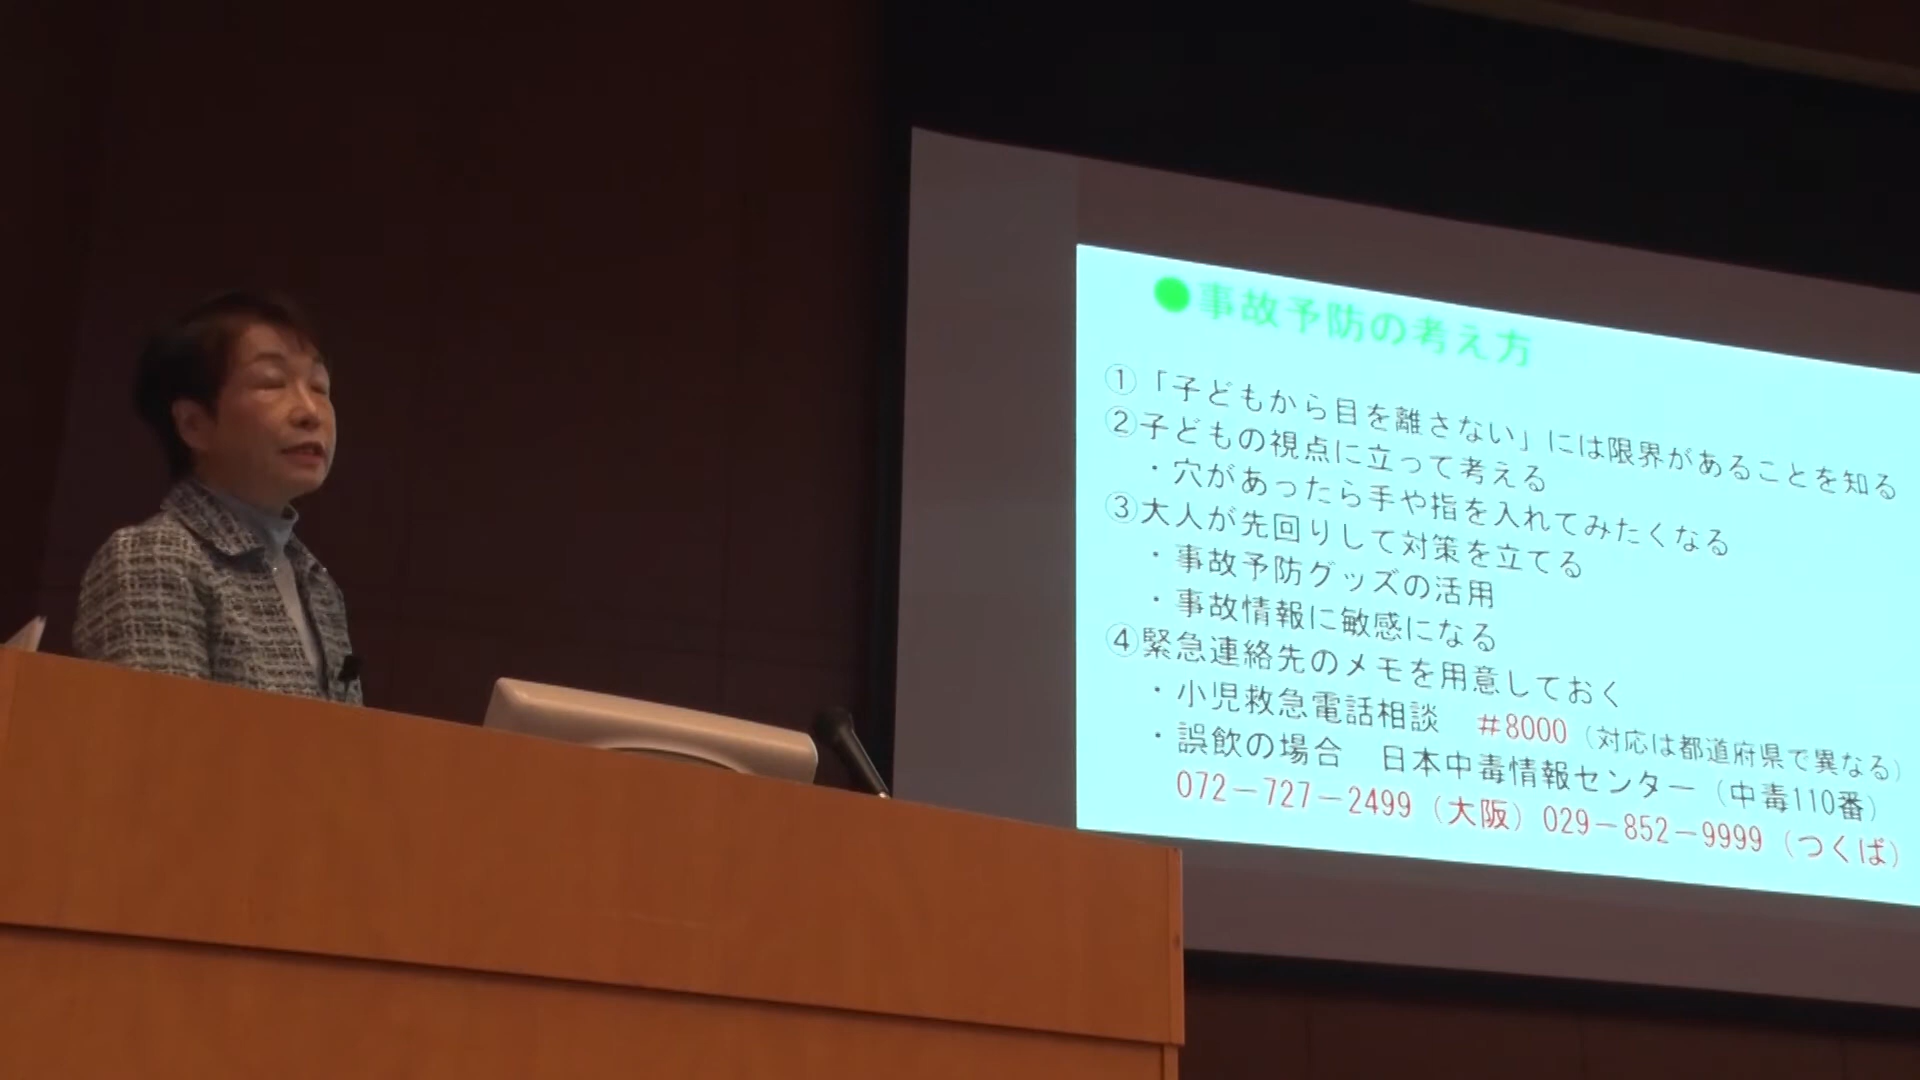 ●事故予防の考え方
①「子どもから目を離さない」には限界があることを知る
②子どもの視点に立って考える
・穴があったら手や指を入れてみたくなる
③大人が先回りして対策を立てる
・事故予防グッズの活用
・事故情報に敏感になる
④緊急連絡先のメモを用意しておく
・小児救急電話相談　＃8000（対応は都道府県で異なる）
・誤飲の場合　日本中毒情報センター（中毒110番）
072－727－2499（大阪）029－852－9999（つくば）